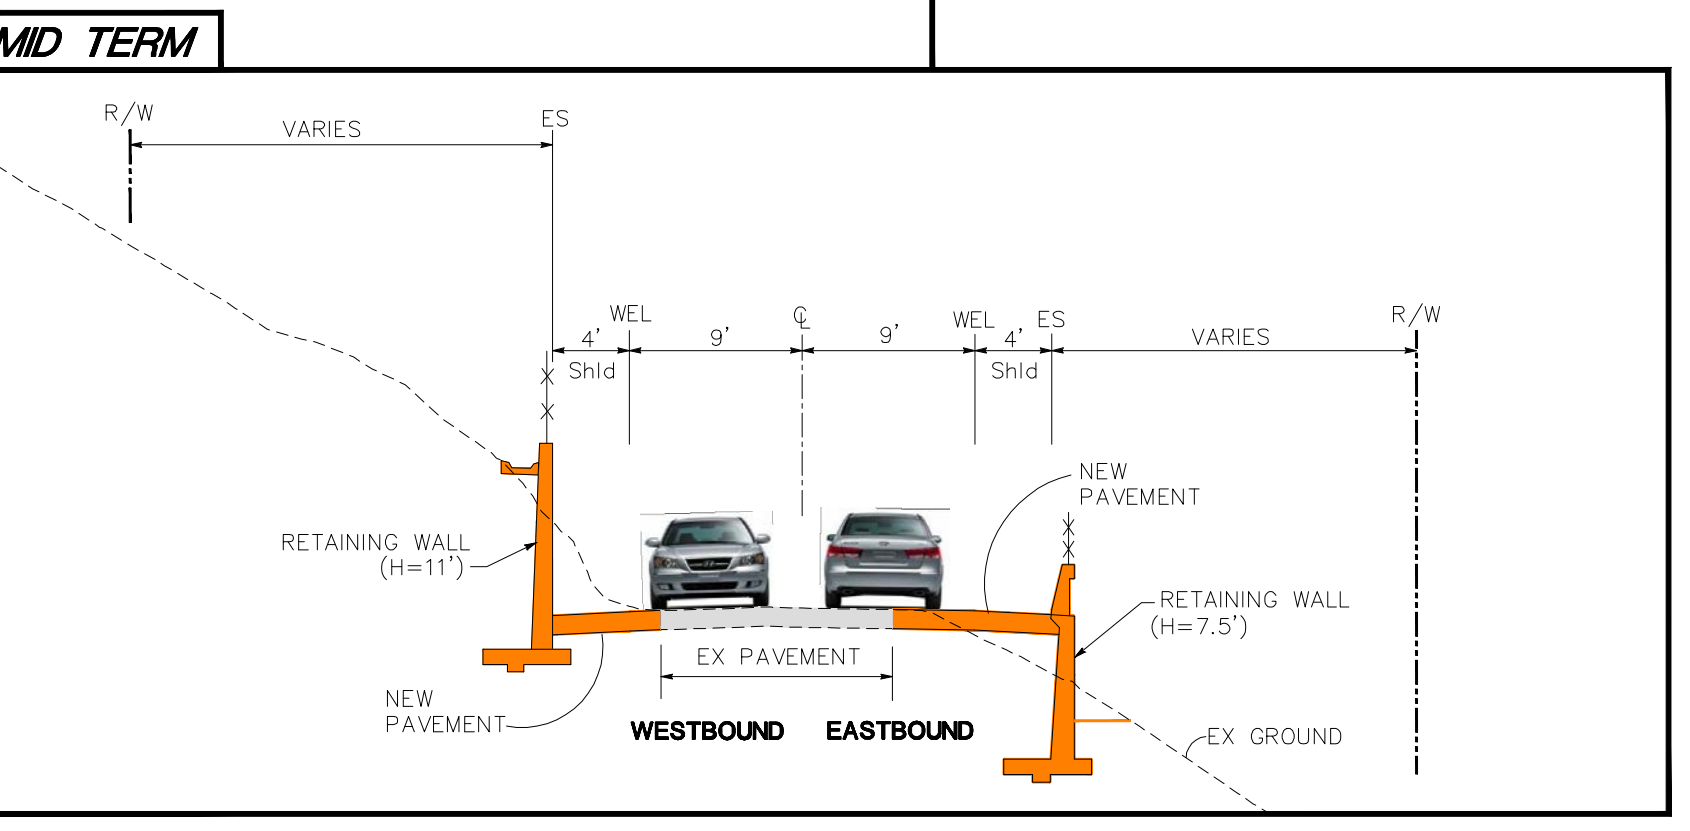 MID TERM
R/W
VARIES
ES
WEL
℄
WEL
ES
R/W
4'
9'
9'
4'
VARIES
Shld
Shld
NEW
PAVEMENT
RETAINING WALL
(H=11')
RETAINING WALL
(H=7.5')
EX PAVEMENT
NEW
PAVEMENT
WESTBOUND
EASTBOUND
EX GROUND